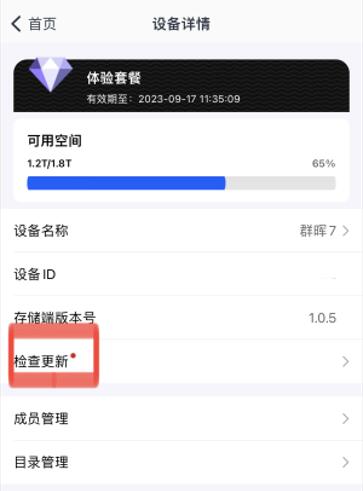 首页
设备详情
体验套餐
有效期至：2023-09-17 11:35:09
可用空间
1.2T/1.8T
65%
设备名称
群晖7
设备ID
存储端版本号
1.0.5
检查更新
成员管理
目录管理